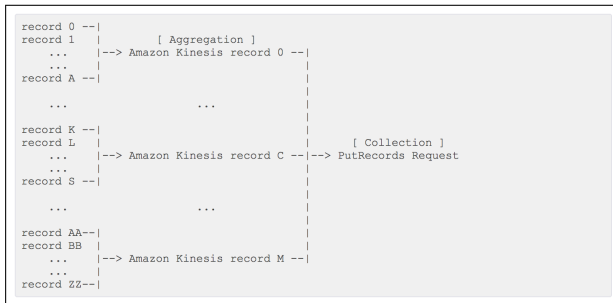 record 0 --|
record 1   |        [ Aggregation ]
    ...    |--> Amazon Kinesis record 0 --|
    ...    |                              |
record A --|                              |
                                          |
    ...                 ...               |
                                          |
record K --|                              |
record L   |                              |      [ Collection ]
    ...    |--> Amazon Kinesis record C --|--> PutRecords Request
    ...    |                              |
record S --|                              |
                                          |
    ...                 ...               |
                                          |
record AA--|                              |
record BB  |                              |
    ...    |--> Amazon Kinesis record M --|
    ...    |
record ZZ--|